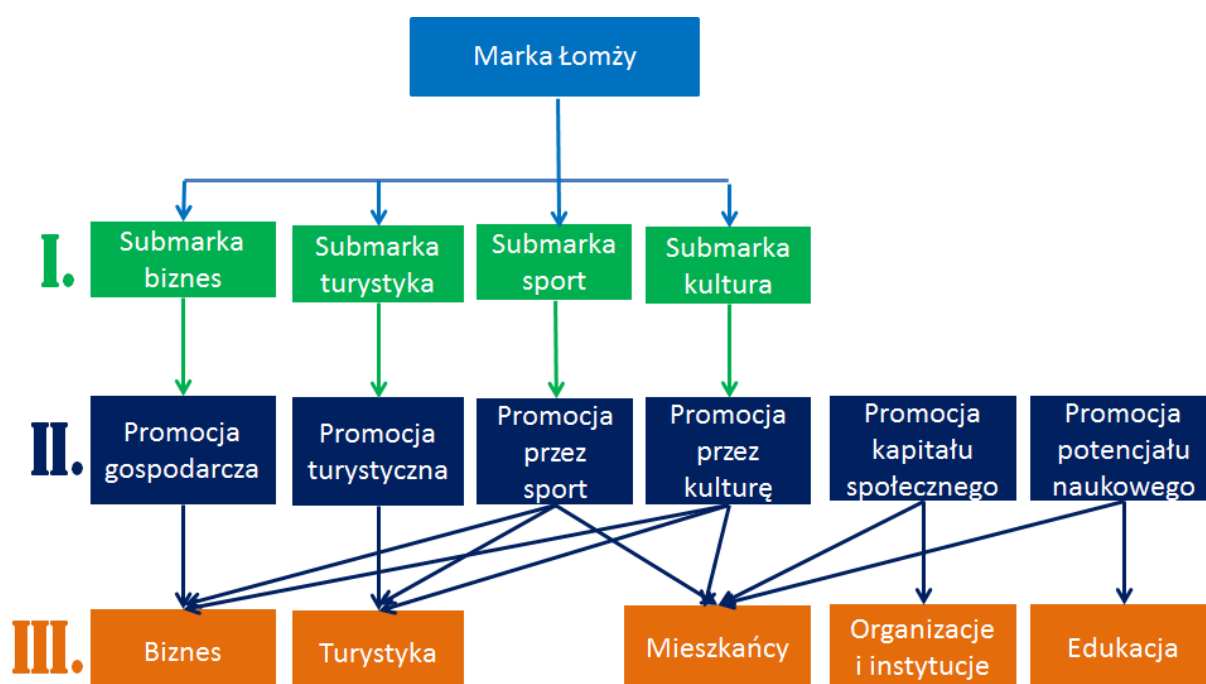 Marka Łomży
I.
Submarka
biznes
Submarka
turystyka
Submarka
sport
Submarka
kultura
II.
Promocja
gospodarcza
Promocja
turystyczna
Promocja
przez
sport
Promocja
przez
kulturę
Promocja
kapitału
społecznego
Promocja
potencjału
naukowego
III.
Biznes
Turystyka
Mieszkańcy
Organizacje
i instytucje
Edukacja